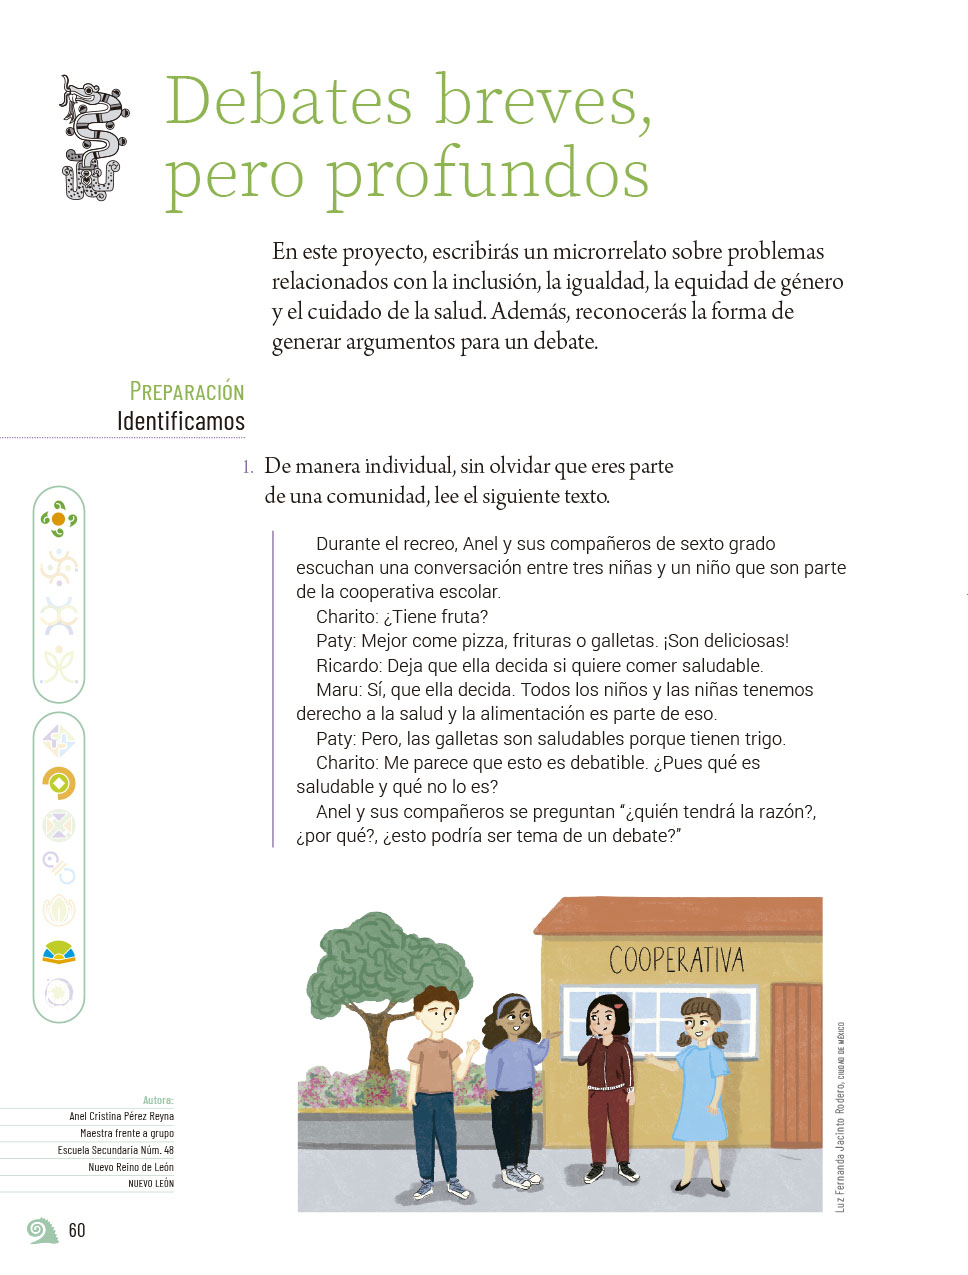 Debates breves,
pero profundos
En este proyecto, escribirás un microrrelato sobre problemas
relacionados con la inclusión, la igualdad, la equidad de género
y el cuidado de la salud. Además, reconocerás la forma de
generar argumentos para un debate.
PREPARACIÓN
Identificamos
1. De manera individual, sin olvidar que eres parte
de una comunidad, lee el siguiente texto.
Durante el recreo, Anel y sus compañeros de sexto grado
escuchan una conversación entre tres niñas y un niño que son parte
de la cooperativa escolar.
Charito: ¿Tiene fruta?
Paty: Mejor come pizza, frituras o galletas. ¡Son deliciosas!
Ricardo: Deja que ella decida si quiere comer saludable.
Maru: Sí, que ella decida. Todos los niños y las niñas tenemos
derecho a la salud y la alimentación es parte de eso.
Paty: Pero, las galletas son saludables porque tienen trigo.
Charito: Me parece que esto es debatible. ¿Pues qué es
saludable y qué no lo es?
Anel y sus compañeros se preguntan “¿quién tendrá la razón?,
¿por qué?, ¿esto podría ser tema de un debate?”
COOPERATIVA
Luz Fernanda Jacinto Rodero, CIUDAD DE MÉXICO
Autora:
Anel Cristina Pérez Reyna
Maestra frente a grupo
Escuela Secundaria Núm. 48
Nuevo Reino de León
NUEVO LEÓN
60